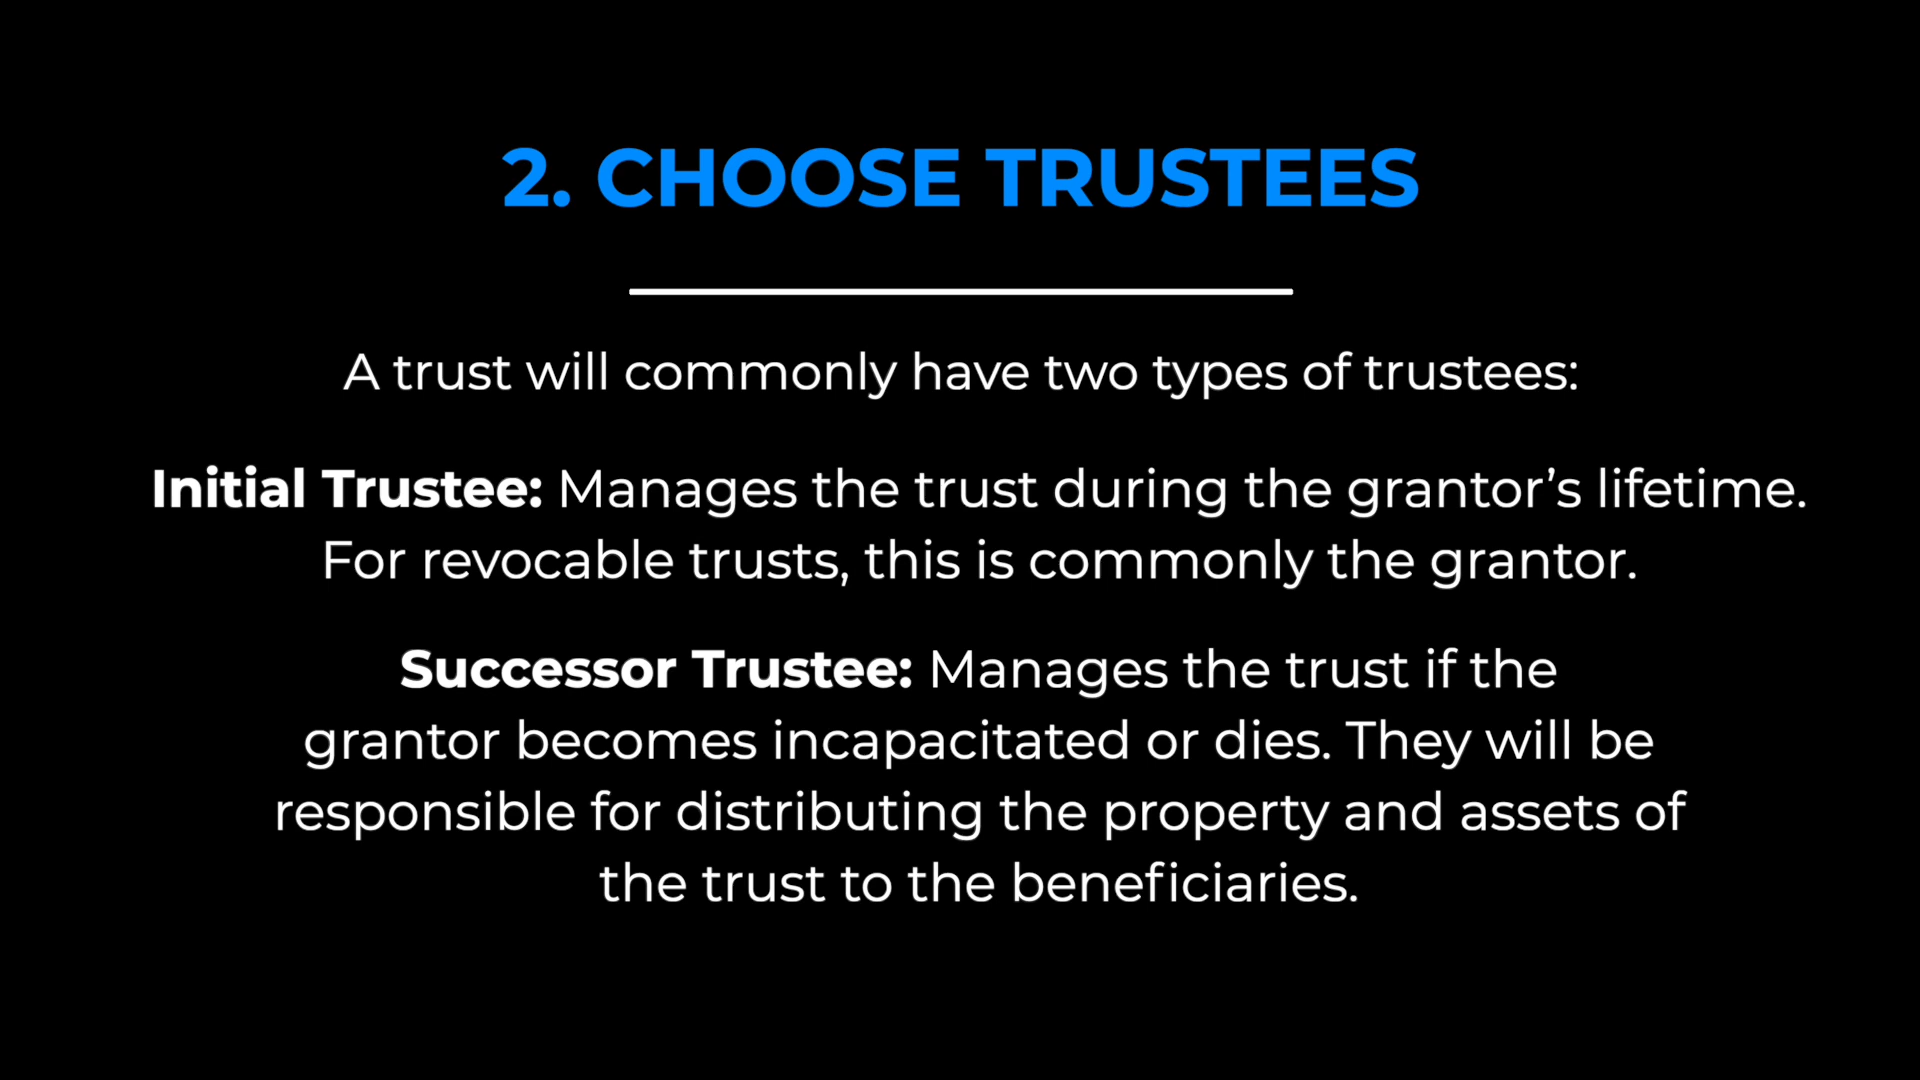 2. CHOOSE TRUSTEES
A trust will commonly have two types of trustees:
Initial Trustee: Manages the trust during the grantor’s lifetime.
For revocable trusts, this is commonly the grantor.
Successor Trustee: Manages the trust if the
grantor becomes incapacitated or dies. They will be
responsible for distributing the property and assets of
the trust to the beneficiaries.